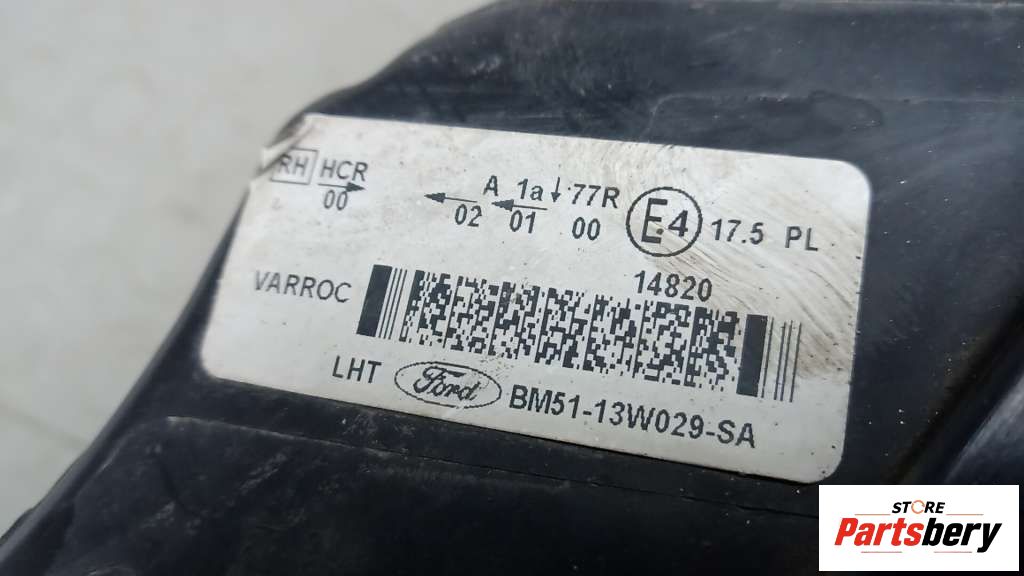 RH HCR A 1a ↓ 77R E4 17.5 PL
00 → ← 02 ← 01 00
14820
VARROC
LHT Ford BM51-13W029-SA
STORE
Partsbery